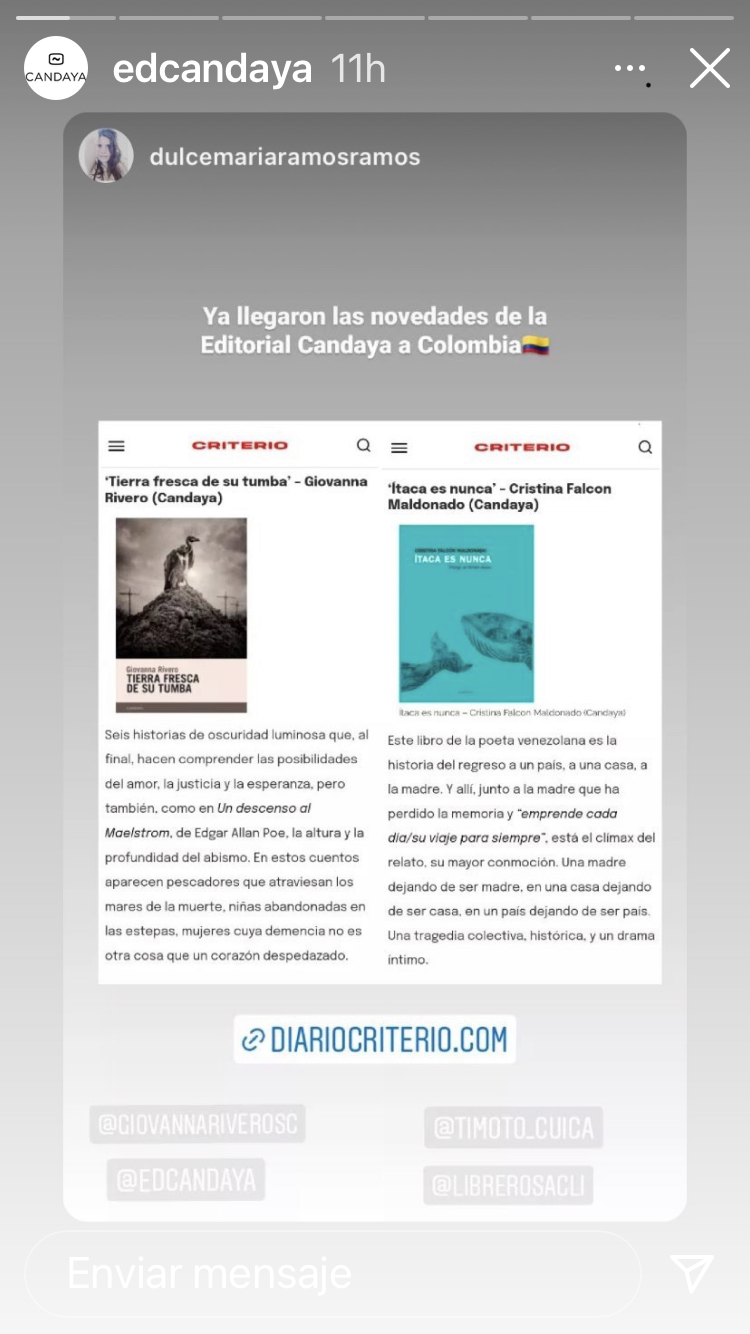 CANDAYA
edcandaya 11h
dulcemariaramosramos
Ya llegaron las novedades de la
Editorial Candaya a Colombia🇨🇴
CRITERIO
'Tierra fresca de su tumba' - Giovanna
Rivero (Candaya)
Giovanna Rivero
TIERRA FRESCA
DE SU TUMBA
Seis historias de oscuridad luminosa que, al
final, hacen comprender las posibilidades
del amor, la justicia y la esperanza, pero
también, como en Un descenso al
Maelstrom, de Edgar Allan Poe, la altura y la
profundidad del abismo. En estos cuentos
aparecen pescadores que atraviesan los
mares de la muerte, niñas abandonadas en
las estepas, mujeres cuya demencia no es
otra cosa que un corazón despedazado.
CRITERIO
'Ítaca es nunca' - Cristina Falcon
Maldonado (Candaya)
CRISTINA FALCÓN MALDONADO
ÍTACA ES NUNCA
Ítaca es nunca – Cristina Falcon Maldonado (Candaya)
Este libro de la poeta venezolana es la
historia del regreso a un país, a una casa, a
la madre. Y allí, junto a la madre que ha
perdido la memoria y "emprende cada
día/su viaje para siempre", está el clímax del
relato, su mayor conmoción. Una madre
dejando de ser madre, en una casa dejando
de ser casa, en un país dejando de ser país.
Una tragedia colectiva, histórica, y un drama
íntimo.
DIARIOCRITERIO.COM
@GIOVANNARIVEROSC
@TIMOTO_CUICA
@EDCANDAYA
@LIBREROSACLI
Enviar mensaje